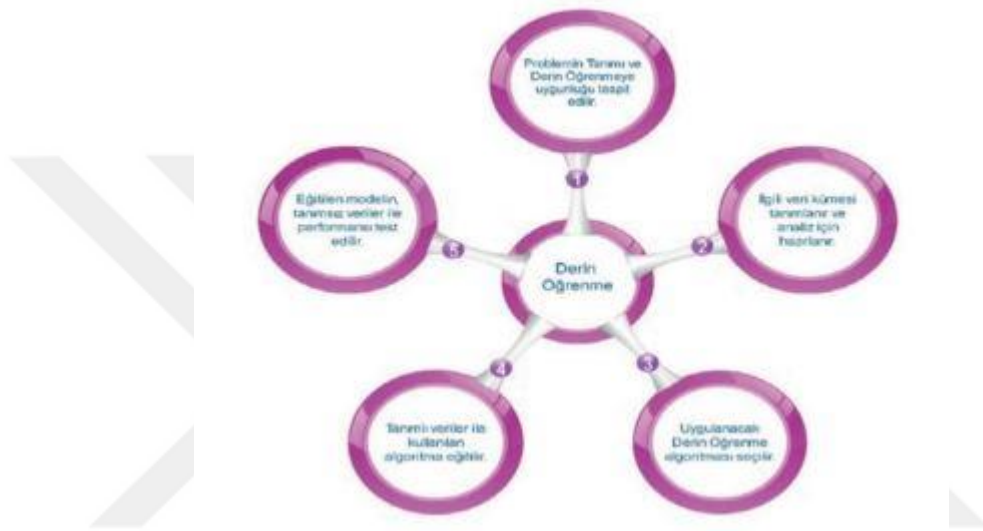 Problemin Tanımı ve
Derin Öğrenmeye
uygunluğu tespit
edilir.
1
İlgili veri kümesi
tanımlanır ve
analiz için
hazırlanır.
2
Uygulanacak
Derin Öğrenme
algoritması seçilir.
3
Tanımlı veriler ile
kullanılan
algoritma eğitilir.
4
Eğitilen modelin,
tanımsız veriler ile
performansı test
edilir.
5
Derin
Öğrenme